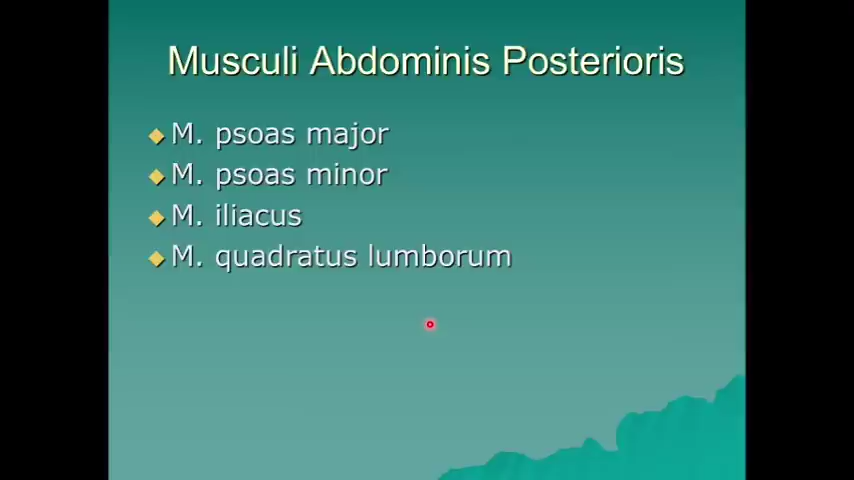 Musculi Abdominis Posterioris
M. psoas major
M. psoas minor
M. iliacus
M. quadratus lumborum